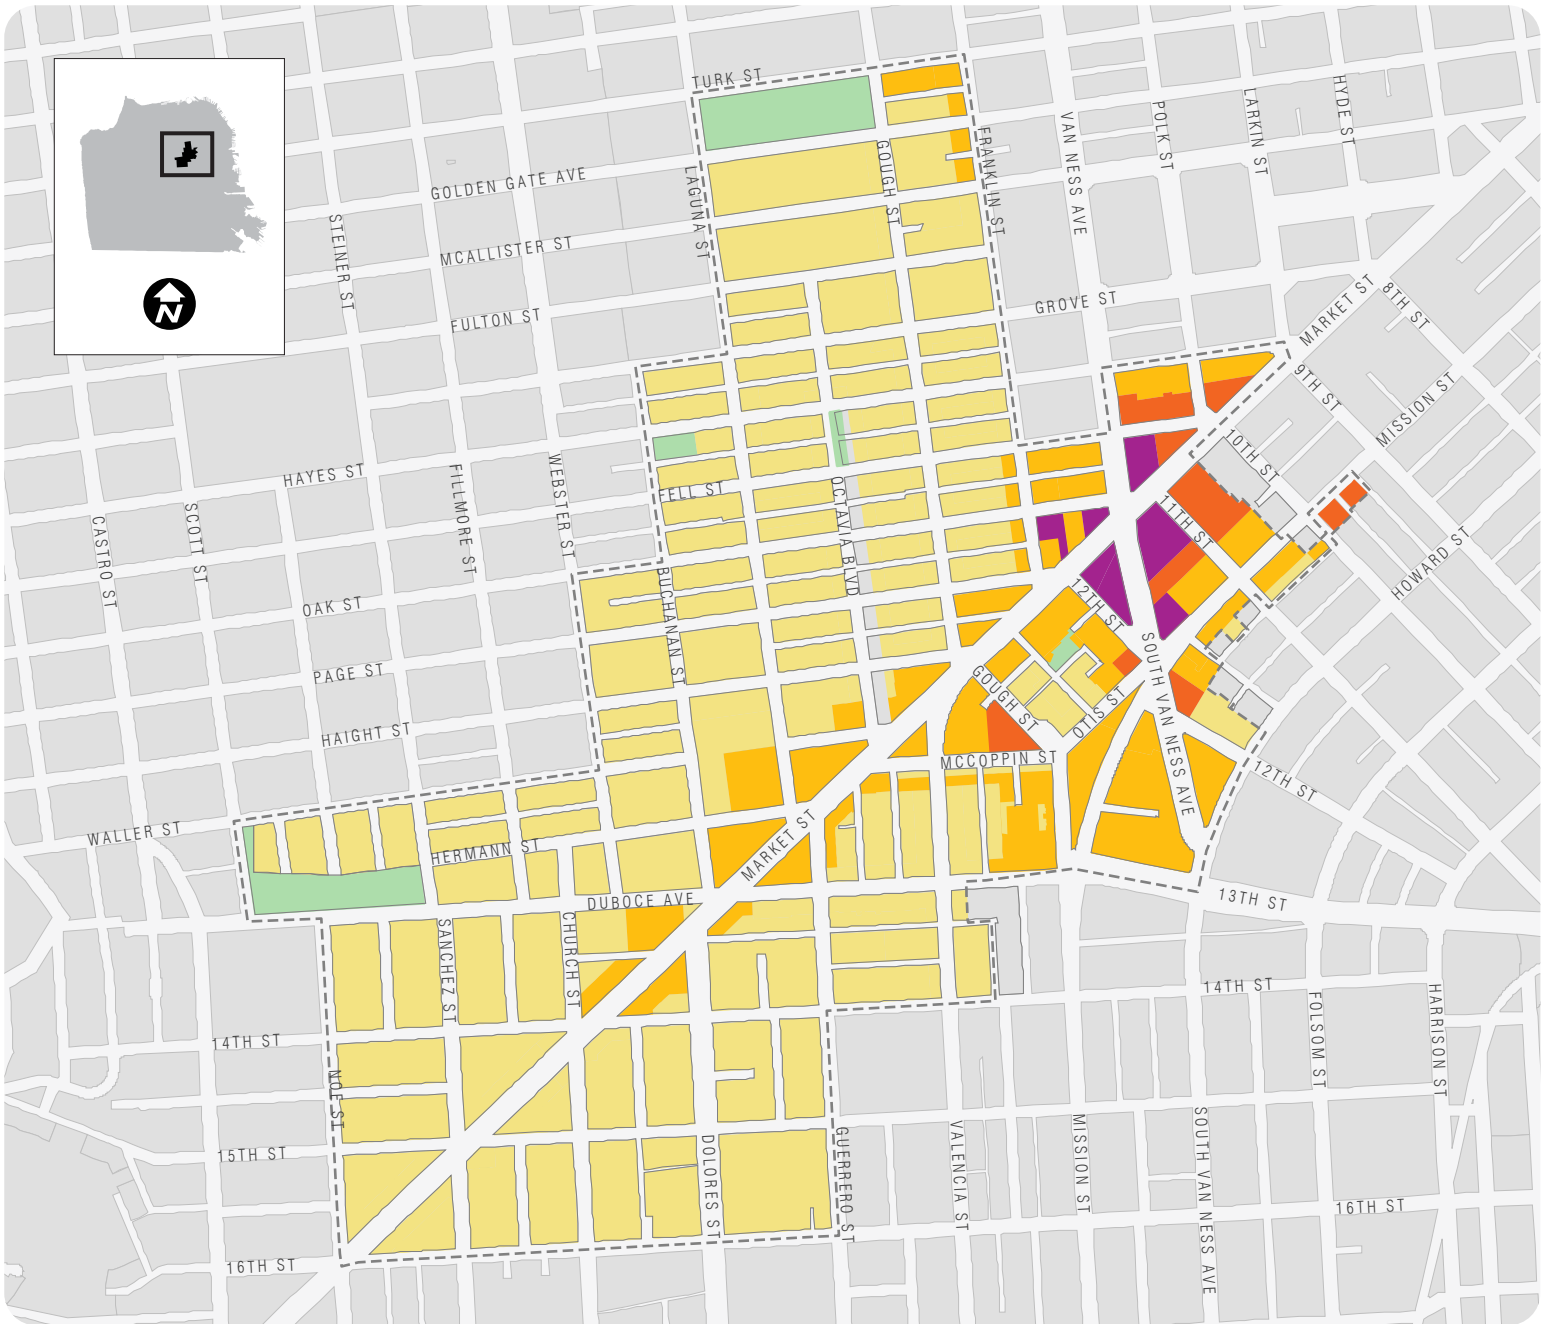 TURK ST
GOLDEN GATE AVE
MCALLISTER ST
FULTON ST
STEINER ST
LAGUNA ST
GOUGH ST
FRANKLIN ST
VAN NESS AVE
POLK ST
LARKIN ST
HYDE ST
N
GROVE ST
MARKET ST
8TH ST
9TH ST
MISSION ST
10TH ST
HAYES ST
FELL ST
11TH ST
CASTRO ST
SCOTT ST
FILLMORE ST
WEBSTER ST
OCTAVIA BLVD
HOWARD ST
OAK ST
BUCHANAN ST
12TH ST
PAGE ST
GOUGH ST
OTIS ST
SOUTH VAN NESS AVE
HAIGHT ST
MCCOPPIN ST
12TH ST
WALLER ST
HERMANN ST
MARKET ST
DUBOCE AVE
13TH ST
SANCHEZ ST
CHURCH ST
14TH ST
14TH ST
FOLSOM ST
HARRISON ST
NOE ST
15TH ST
DOLORES ST
GUERRERO ST
VALENCIA ST
MISSION ST
SOUTH VAN NESS AVE
16TH ST
16TH ST